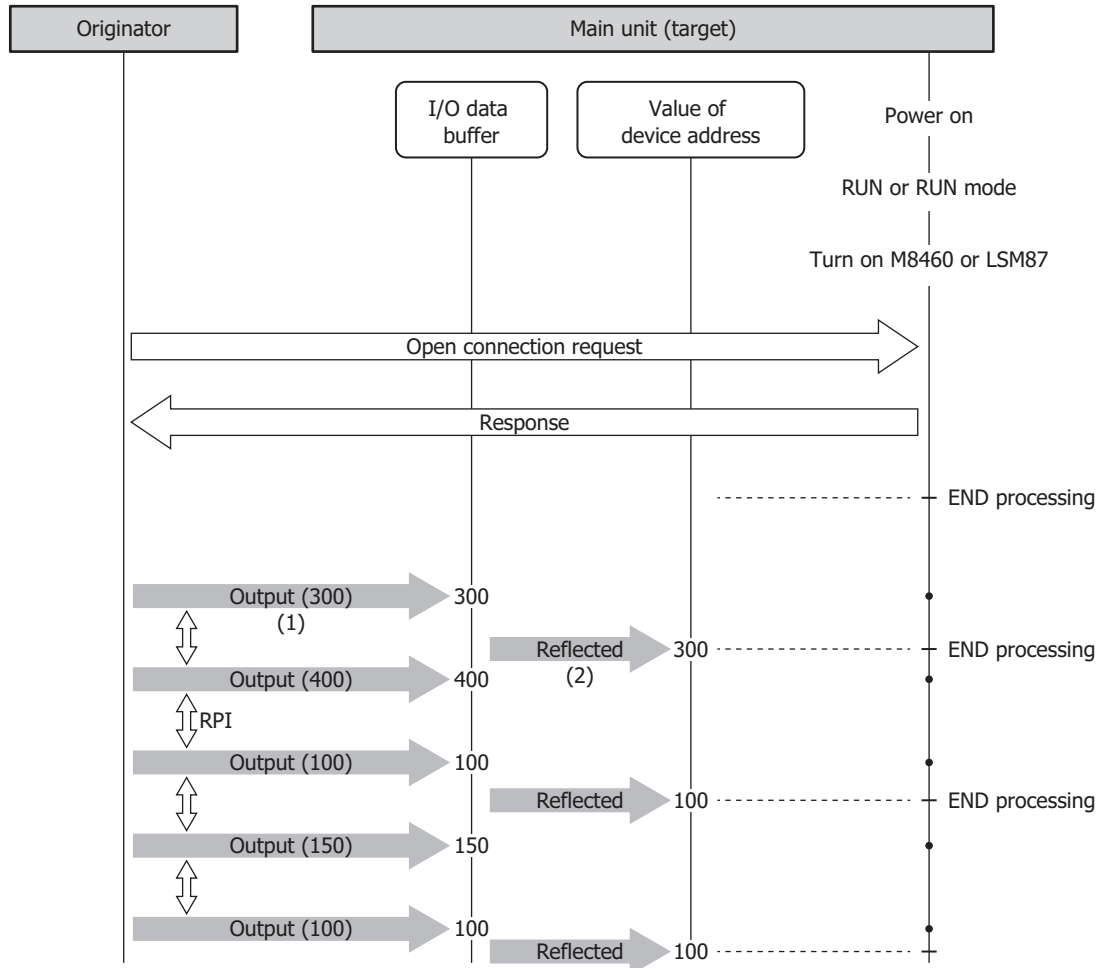 Originator
Main unit (target)
I/O data
buffer
Value of
device address
Power on
RUN or RUN mode
Turn on M8460 or LSM87
Open connection request
Response
END processing
Output (300)
(1)
300
Reflected
(2)
300
END processing
Output (400)
400
RPI
Output (100)
100
Reflected
100
END processing
Output (150)
150
Output (100)
100
Reflected
100